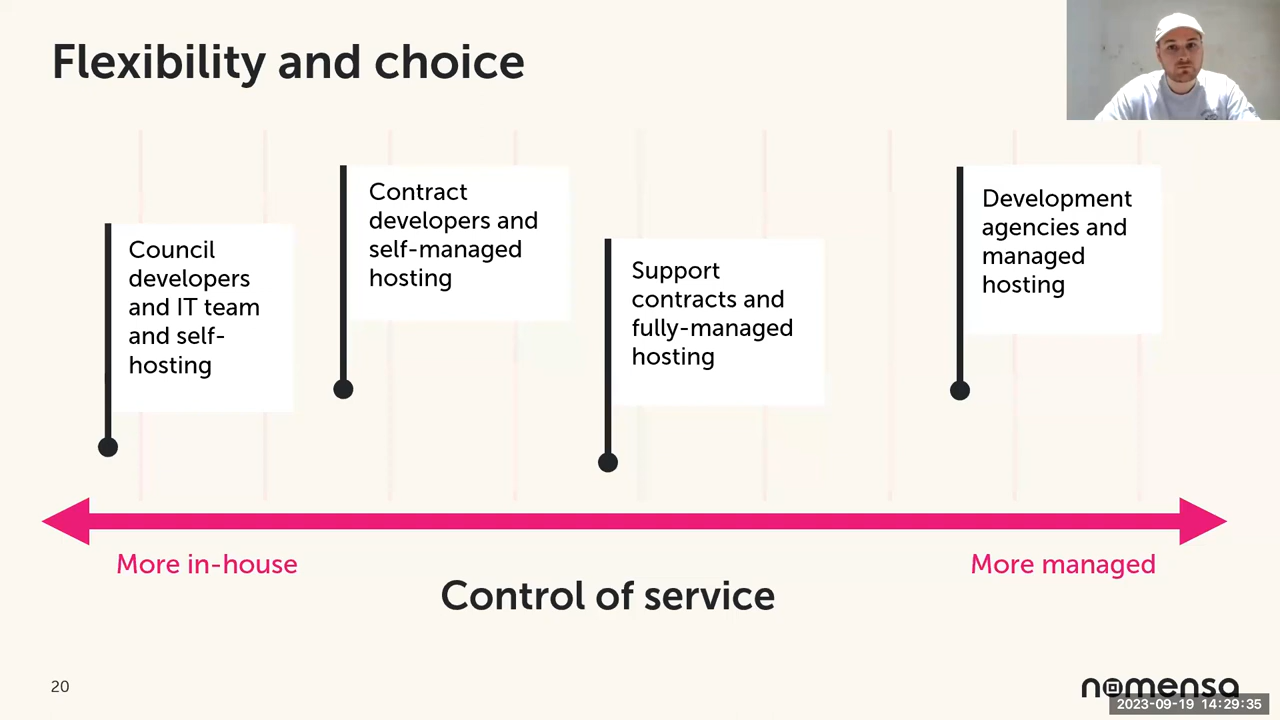 Flexibility and choice
Council
developers
and IT team
and self-
hosting
Contract
developers and
self-managed
hosting
Support
contracts and
fully-managed
hosting
Development
agencies and
managed
hosting
More in-house
More managed
Control of service
20
nomensa
2023-09-19 14:29:35